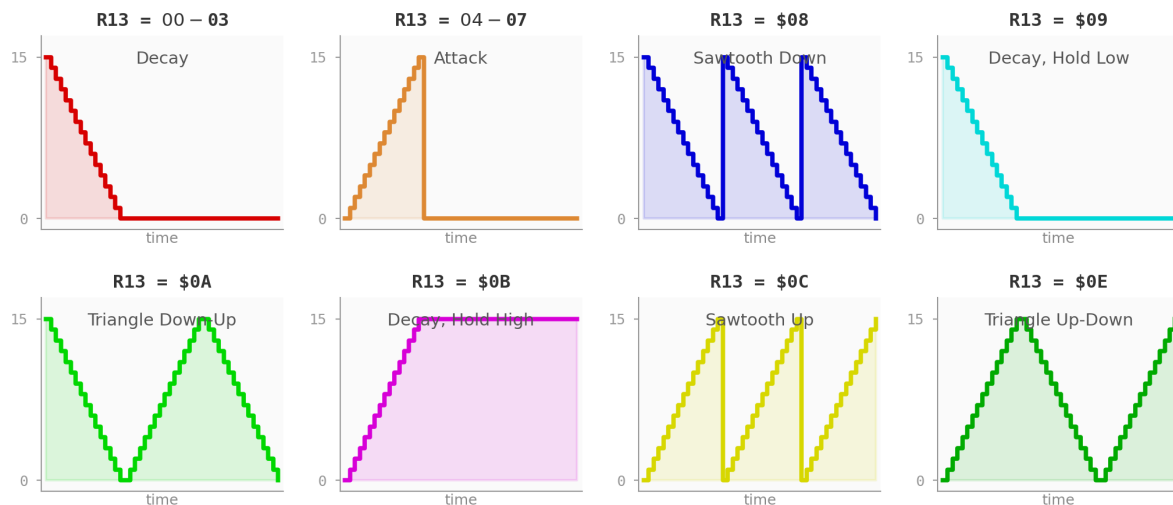 R13 = 00 − 03
Decay
15
0
time
R13 = 04 − 07
Attack
15
0
time
R13 = $08
Sawtooth Down
15
0
time
R13 = $09
Decay, Hold Low
15
0
time
R13 = $0A
Triangle Down-Up
15
0
time
R13 = $0B
Decay, Hold High
15
0
time
R13 = $0C
Sawtooth Up
15
0
time
R13 = $0E
Triangle Up-Down
15
0
time